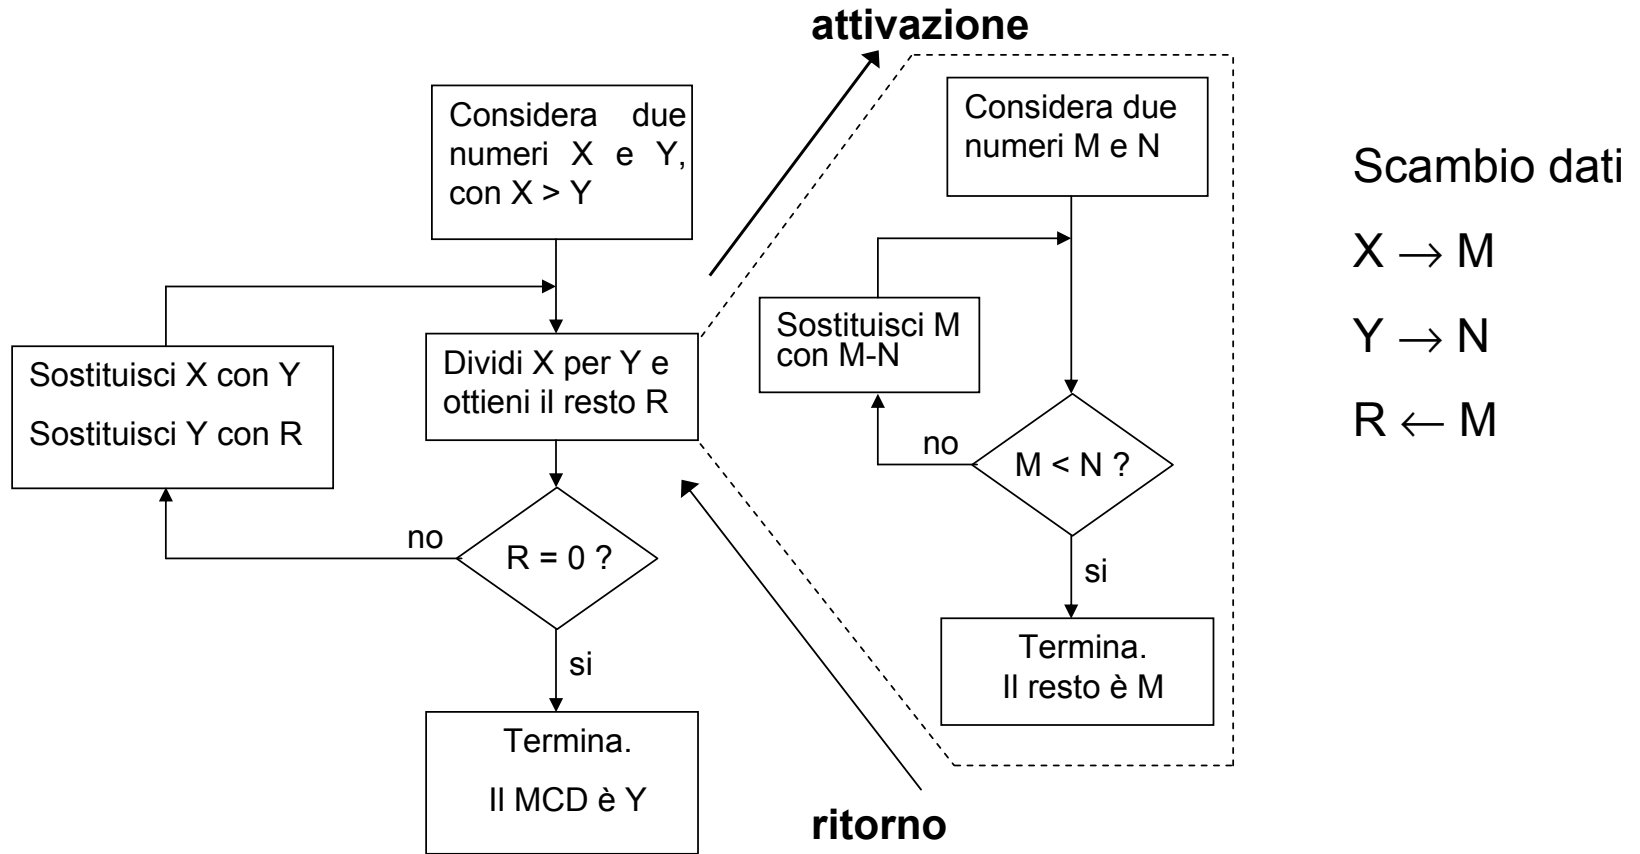 attivazione
Considera due
numeri X e Y,
con X > Y
Dividi X per Y e
ottieni il resto R
Sostituisci X con Y
Sostituisci Y con R
no
R = 0 ?
si
Termina.
Il MCD è Y
Considera due
numeri M e N
Sostituisci M
con M-N
no
M < N ?
si
Termina.
Il resto è M
ritorno
Scambio dati
X → M
Y → N
R ← M